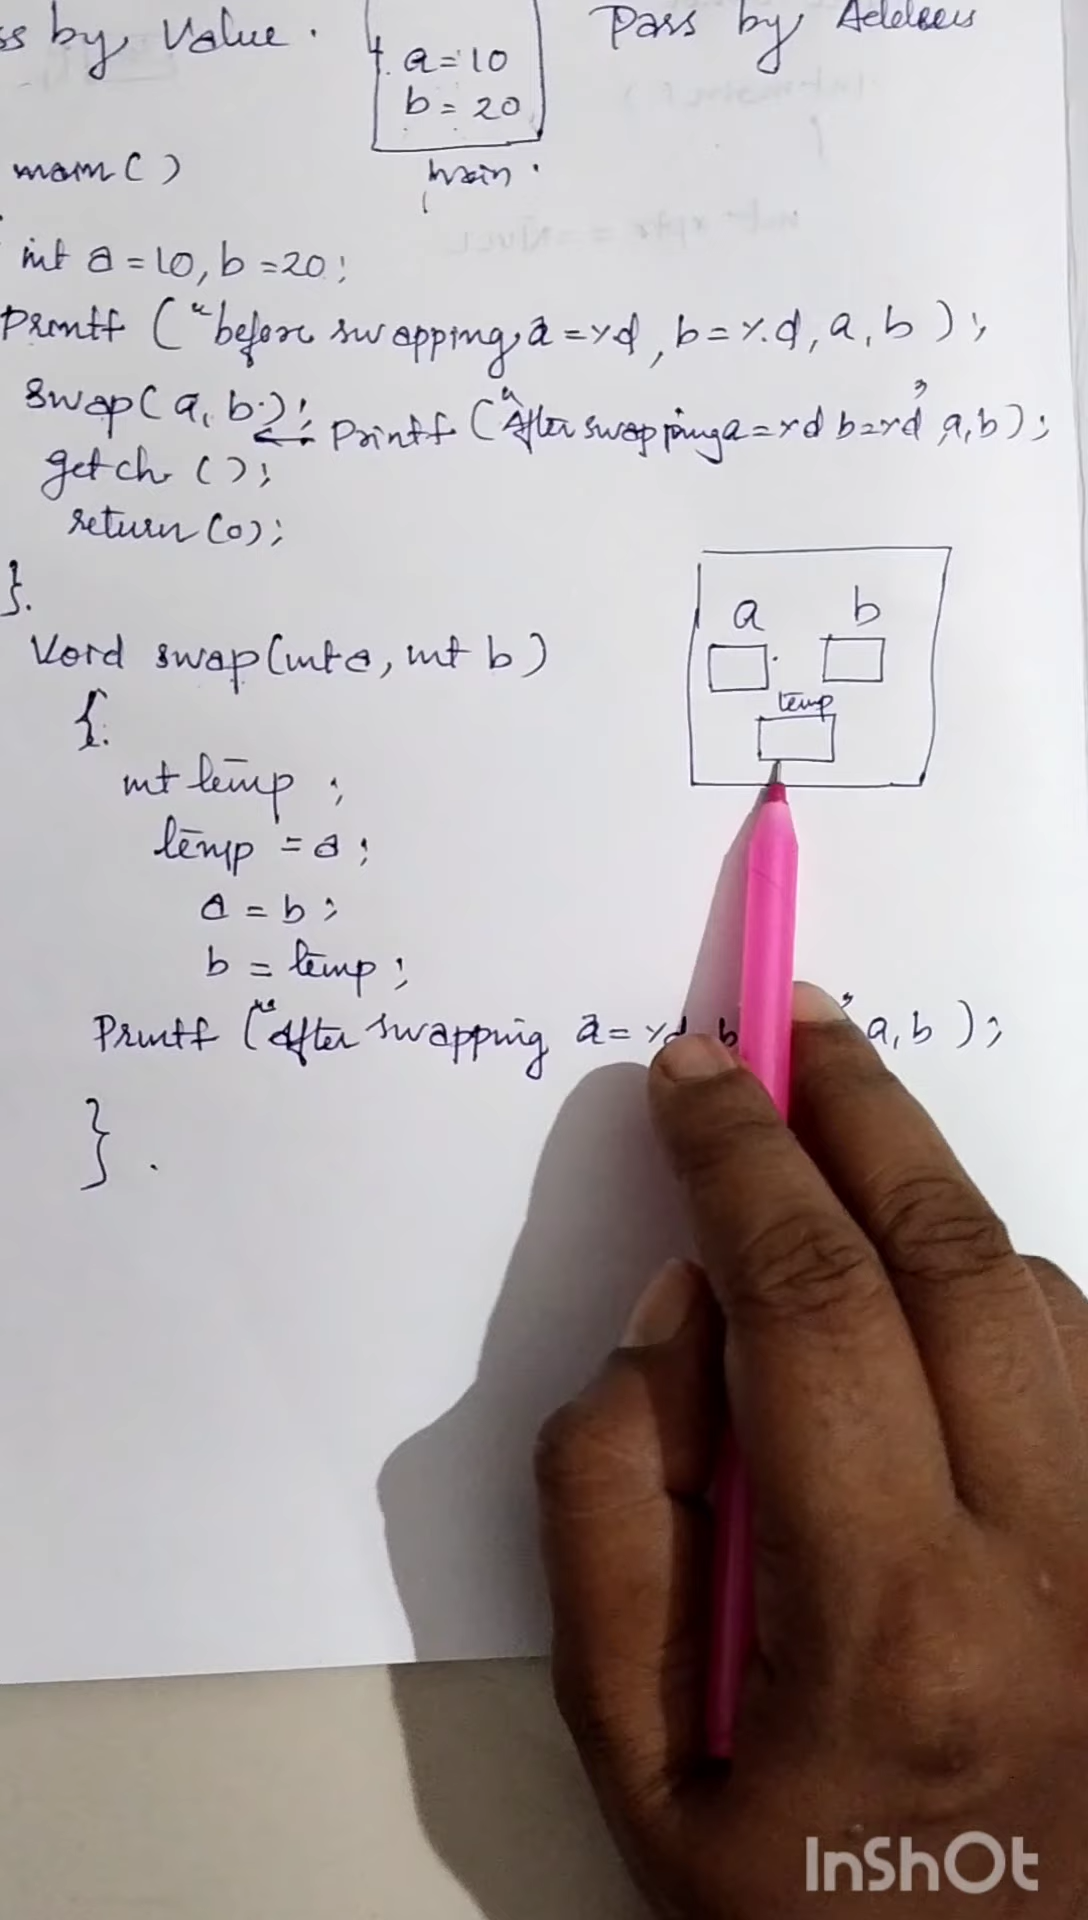 ss by Value.
Pass by Address
a=10
b=20
main.
main()
int a=10, b=20;
Printf ("before swapping, a=%d, b=%d, a, b);
swap(a, b);
Printf ("After swapping a=%d b=%d", a, b);
getch ();
return (0);
}.
Void swap(int a, int b)
{.
int temp;
temp = a;
a = b;
b = temp;
Printf ("After swapping a=%d b " a, b);
}.
a b
temp
InShOt